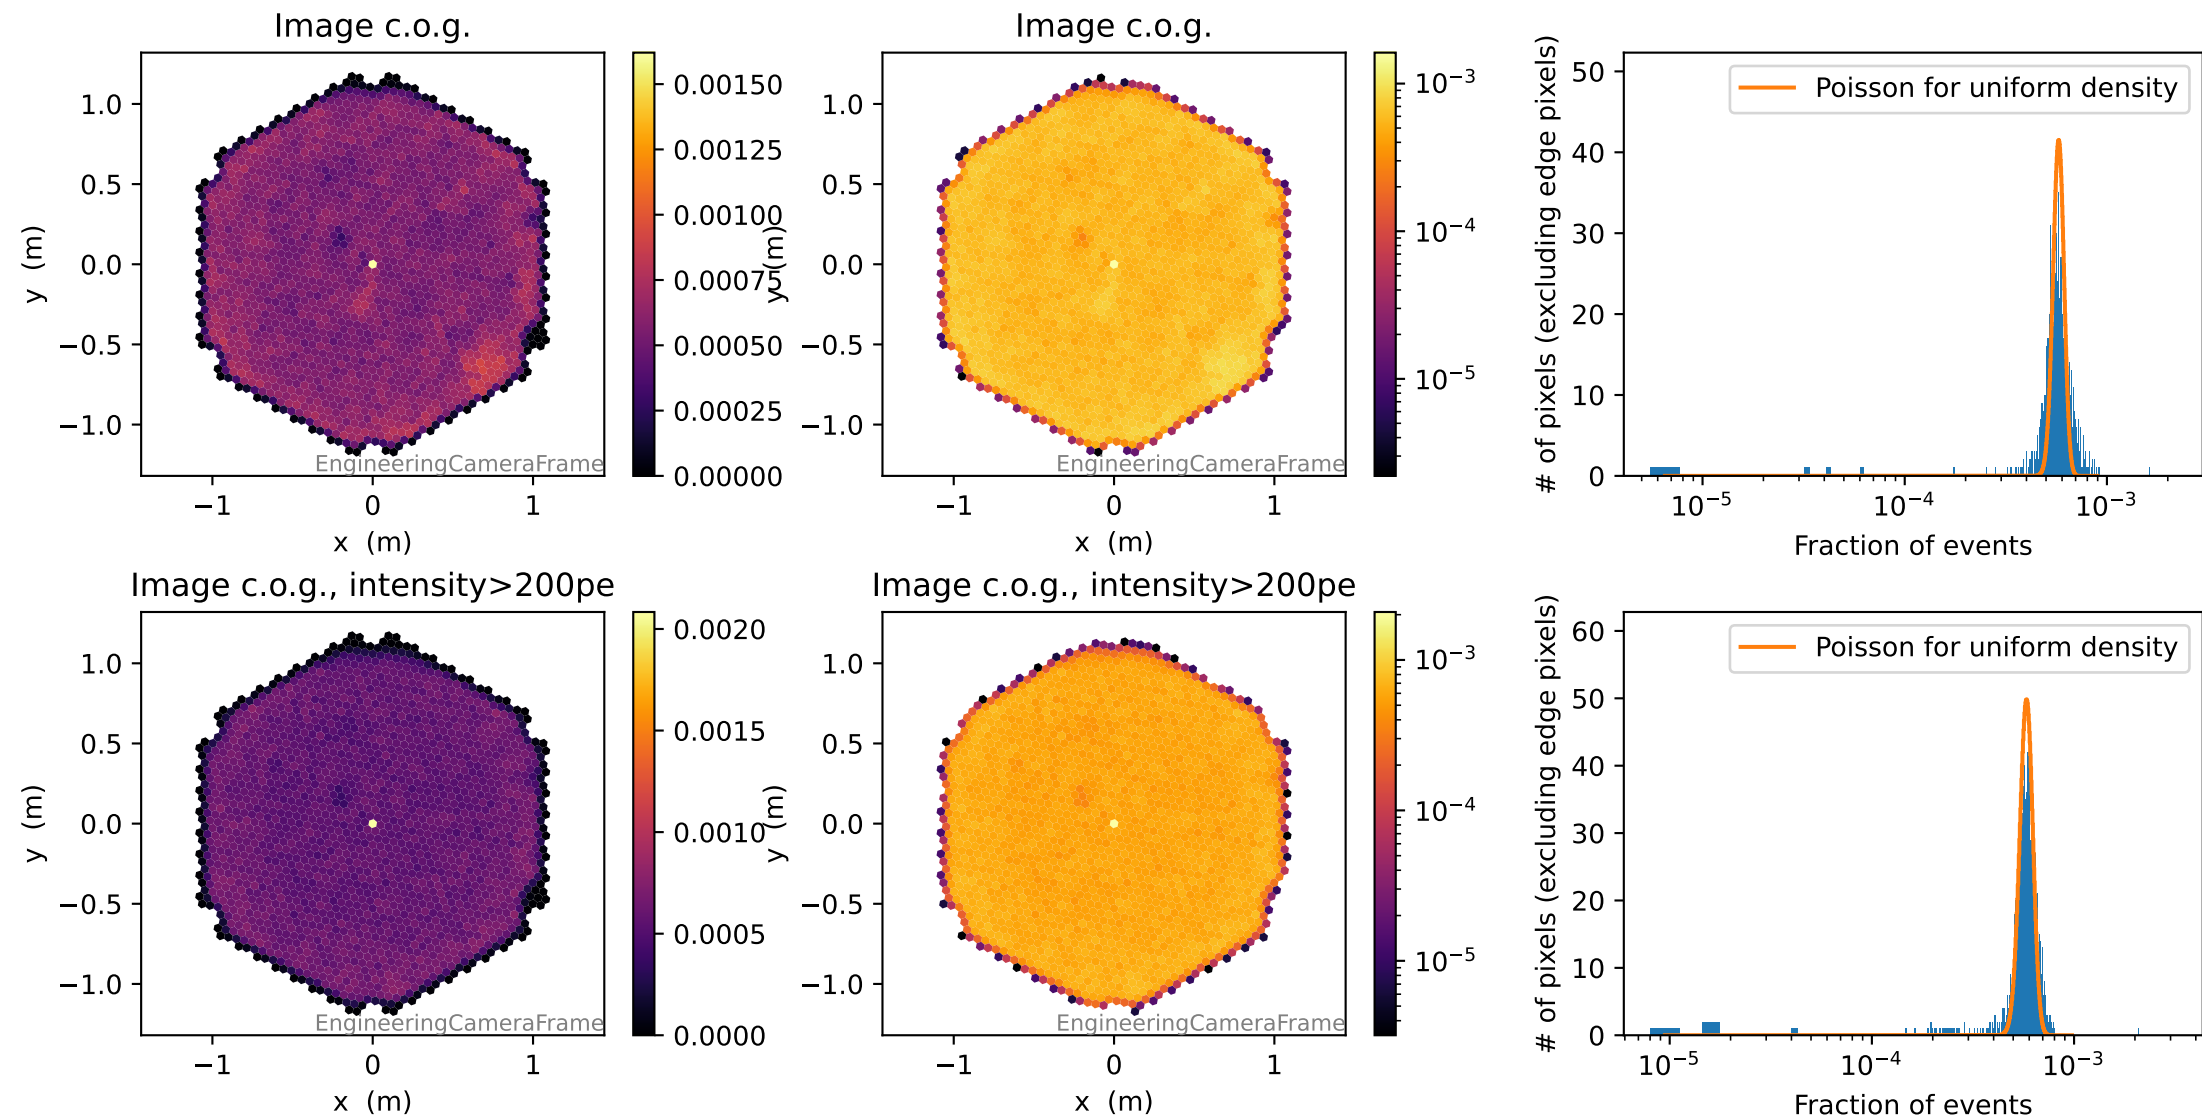 Image c.o.g.
1.0
0.5
0.0
−0.5
−1.0
y (m)
−1 0 1
x (m)
EngineeringCameraFrame
0.00150
0.00125
0.00100
0.00075
0.00050
0.00025
0.00000
Image c.o.g.
1.0
0.5
0.0
−0.5
−1.0
y (m)
−1 0 1
x (m)
EngineeringCameraFrame
10−3
10−4
10−5
Poisson for uniform density
50
40
30
20
10
0
# of pixels (excluding edge pixels)
10−5 10−4 10−3
Fraction of events
Image c.o.g., intensity>200pe
1.0
0.5
0.0
−0.5
−1.0
y (m)
−1 0 1
x (m)
EngineeringCameraFrame
0.0020
0.0015
0.0010
0.0005
0.0000
Image c.o.g., intensity>200pe
1.0
0.5
0.0
−0.5
−1.0
y (m)
−1 0 1
x (m)
EngineeringCameraFrame
10−3
10−4
10−5
Poisson for uniform density
60
50
40
30
20
10
0
# of pixels (excluding edge pixels)
10−5 10−4 10−3
Fraction of events